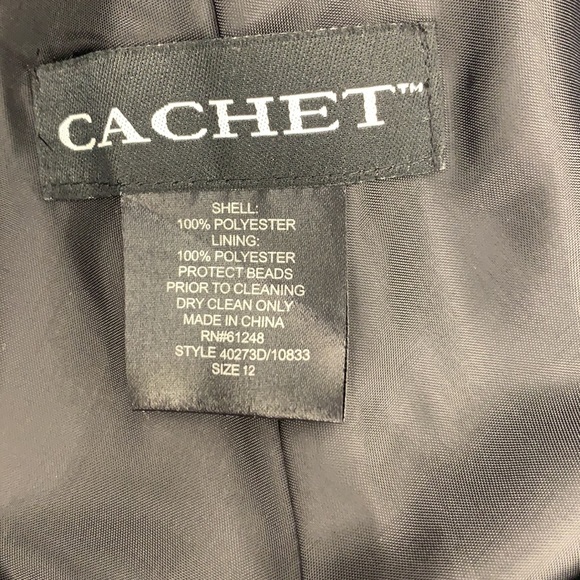 CACHET™
SHELL:
100% POLYESTER
LINING:
100% POLYESTER
PROTECT BEADS
PRIOR TO CLEANING
DRY CLEAN ONLY
MADE IN CHINA
RN#61248
STYLE 40273D/10833
SIZE 12